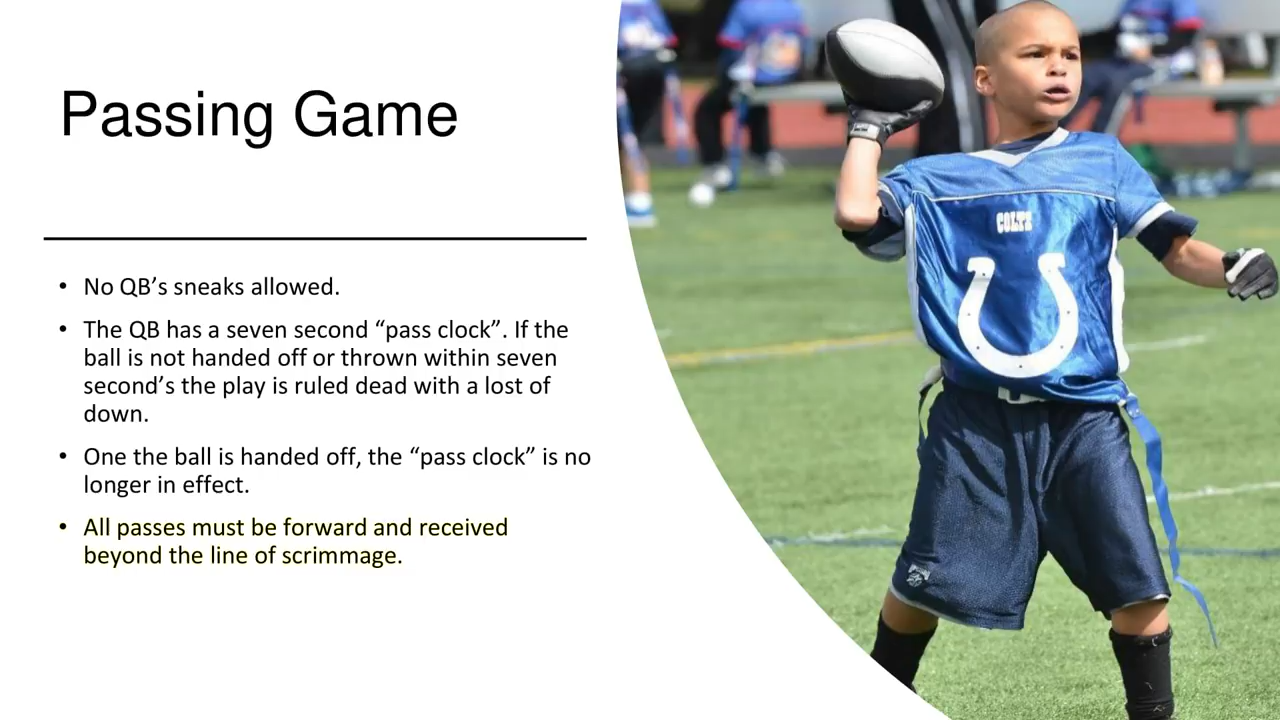 Passing Game
• No QB’s sneaks allowed.
• The QB has a seven second “pass clock”. If the
ball is not handed off or thrown within seven
second’s the play is ruled dead with a lost of
down.
• One the ball is handed off, the “pass clock” is no
longer in effect.
• All passes must be forward and received
beyond the line of scrimmage.
COLTS